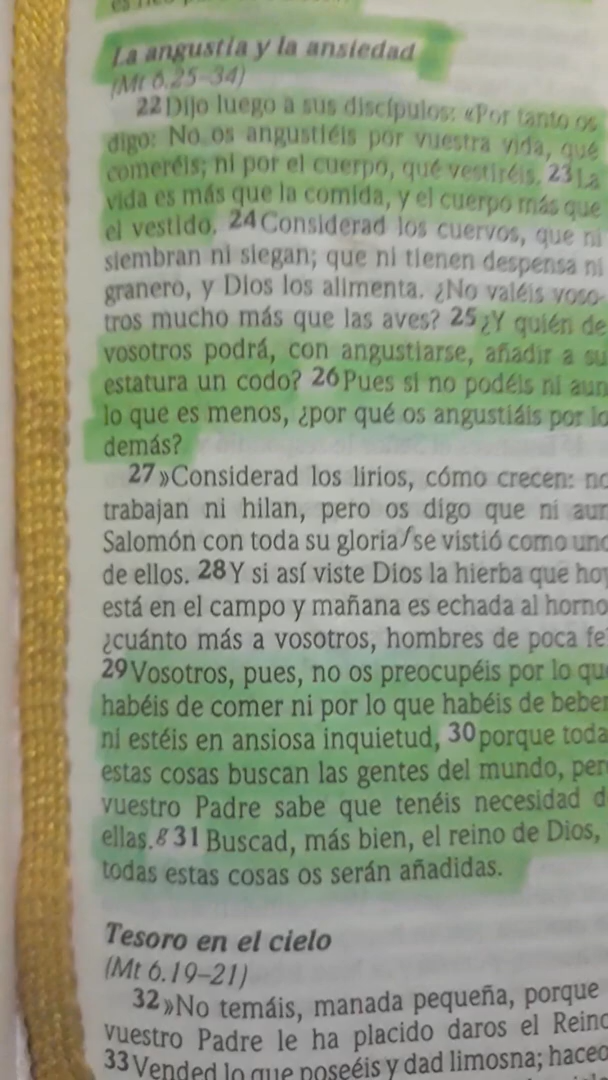 La angustia y la ansiedad
(Mt 6.25-34)
22 Dijo luego a sus discípulos: «Por tanto os
digo: No os angustiéis por vuestra vida, qué
comeréis; ni por el cuerpo, qué vestiréis. 23 La
vida es más que la comida, y el cuerpo más que
el vestido. 24 Considerad los cuervos, que ni
siembran ni siegan; que ni tienen despensa ni
granero, y Dios los alimenta. ¿No valéis voso-
tros mucho más que las aves? 25 ¿Y quién de
vosotros podrá, con angustiarse, añadir a su
estatura un codo? 26 Pues si no podéis ni aun
lo que es menos, ¿por qué os angustiáis por lo
demás?
27 »Considerad los lirios, cómo crecen: no
trabajan ni hilan, pero os digo que ni aun
Salomón con toda su gloria f se vistió como uno
de ellos. 28 Y si así viste Dios la hierba que hoy
está en el campo y mañana es echada al horno
¿cuánto más a vosotros, hombres de poca fe
29 Vosotros, pues, no os preocupéis por lo que
habéis de comer ni por lo que habéis de beber
ni estéis en ansiosa inquietud, 30 porque toda
estas cosas buscan las gentes del mundo, per
vuestro Padre sabe que tenéis necesidad d
ellas. g 31 Buscad, más bien, el reino de Dios,
todas estas cosas os serán añadidas.
Tesoro en el cielo
(Mt 6.19-21)
32 »No temáis, manada pequeña, porque
vuestro Padre le ha placido daros el Reino
33 Vended lo que poseéis y dad limosna; haceo